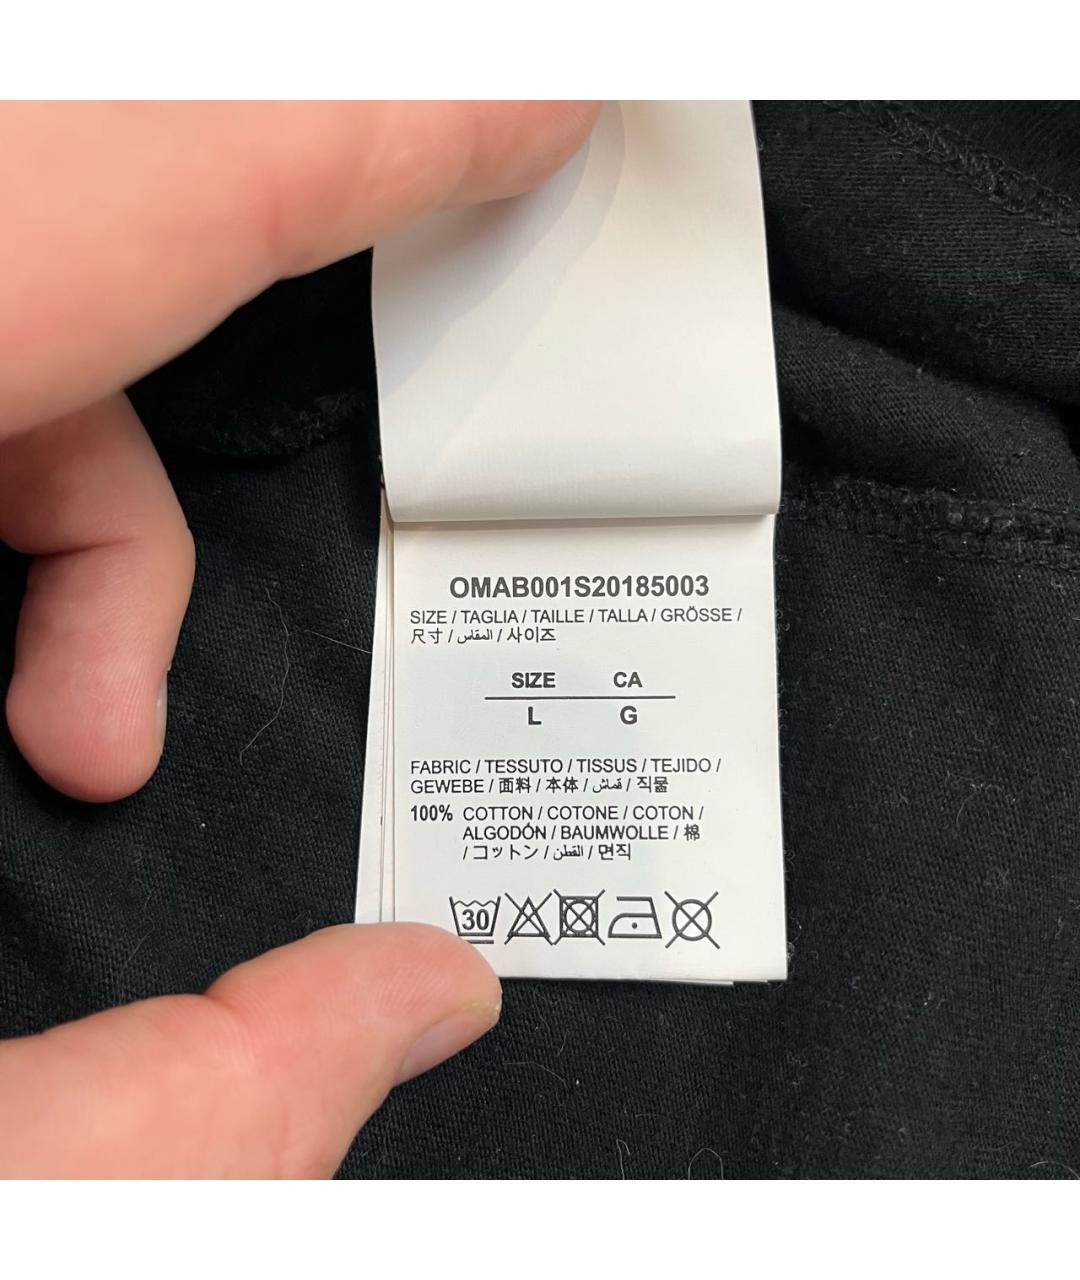 OMAB001S20185003
SIZE / TAGLIA / TAILLE / TALLA / GRÖSSE /
尺寸 / المقاس / 사이즈
SIZE CA
L G
FABRIC / TESSUTO / TISSUS / TEJIDO /
GEWEBE / 面料 / 本体 / قماش / 직물
100% COTTON / COTONE / COTON /
ALGODÓN / BAUMWOLLE / 棉
/ コットン / القطن / 면직
30